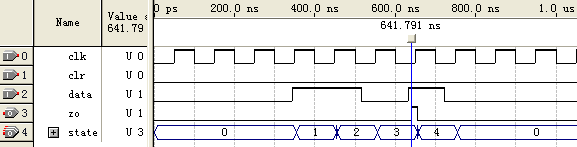 Name Value a 641.79 0 ps 200.0 ns 400.0 ns 600.0 ns 800.0 ns 1.0 us
641.791 ns
0 clk U 0
1 clr U 0
2 data U 1
3 zo U 1
4 state U 3 0 1 2 3 4 0